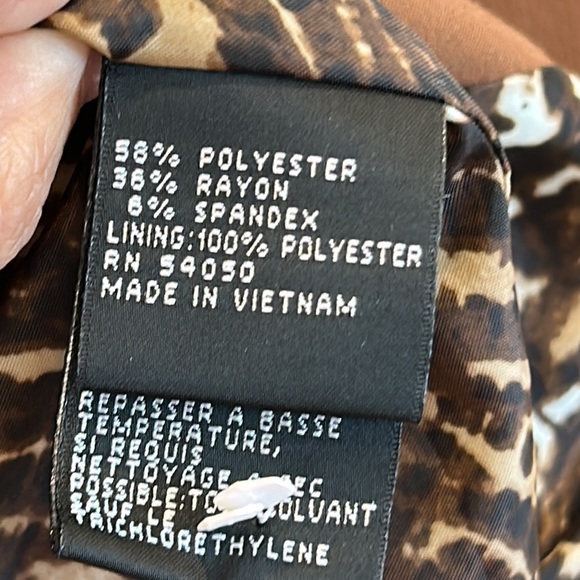 58% POLYESTER
36% RAYON
6% SPANDEX
LINING:100% POLYESTER
RN 54050
MADE IN VIETNAM
REPASSER A BASSE
TEMPERATURE,
SI REQUIS
NETTOYAGE
POSSIBLE:
SAUF LE
TRICHLORETHYLENE